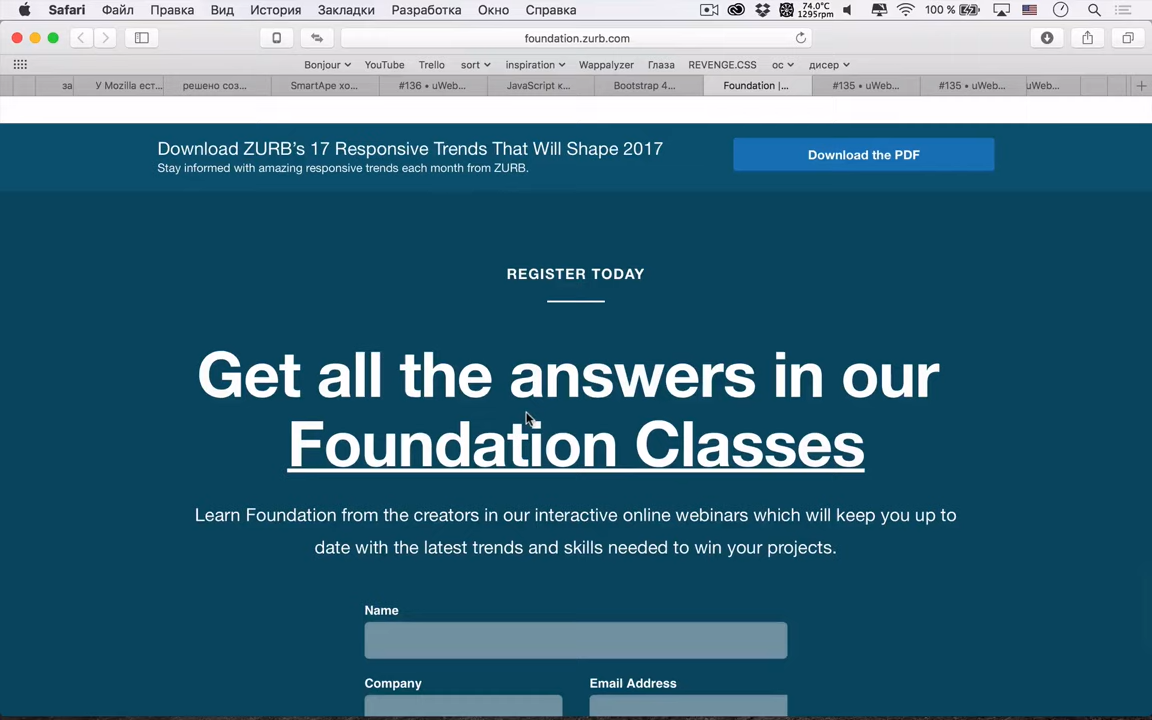 Safari Файл Правка Вид История Закладки Разработка Окно Справка 74.0°C 1295rpm 100 %
foundation.zurb.com
Bonjour YouTube Trello sort inspiration Wappalyzer Глаза REVENGE.CSS ос дисер
за У Mozilla ест... решено соз... SmartApe хо... #136 • uWeb... JavaScript к... Bootstrap 4... Foundation |... #135 • uWeb... #135 • uWeb... uWeb...
Download ZURB's 17 Responsive Trends That Will Shape 2017
Stay informed with amazing responsive trends each month from ZURB.
Download the PDF
REGISTER TODAY
Get all the answers in our
Foundation Classes
Learn Foundation from the creators in our interactive online webinars which will keep you up to
date with the latest trends and skills needed to win your projects.
Name
Company Email Address